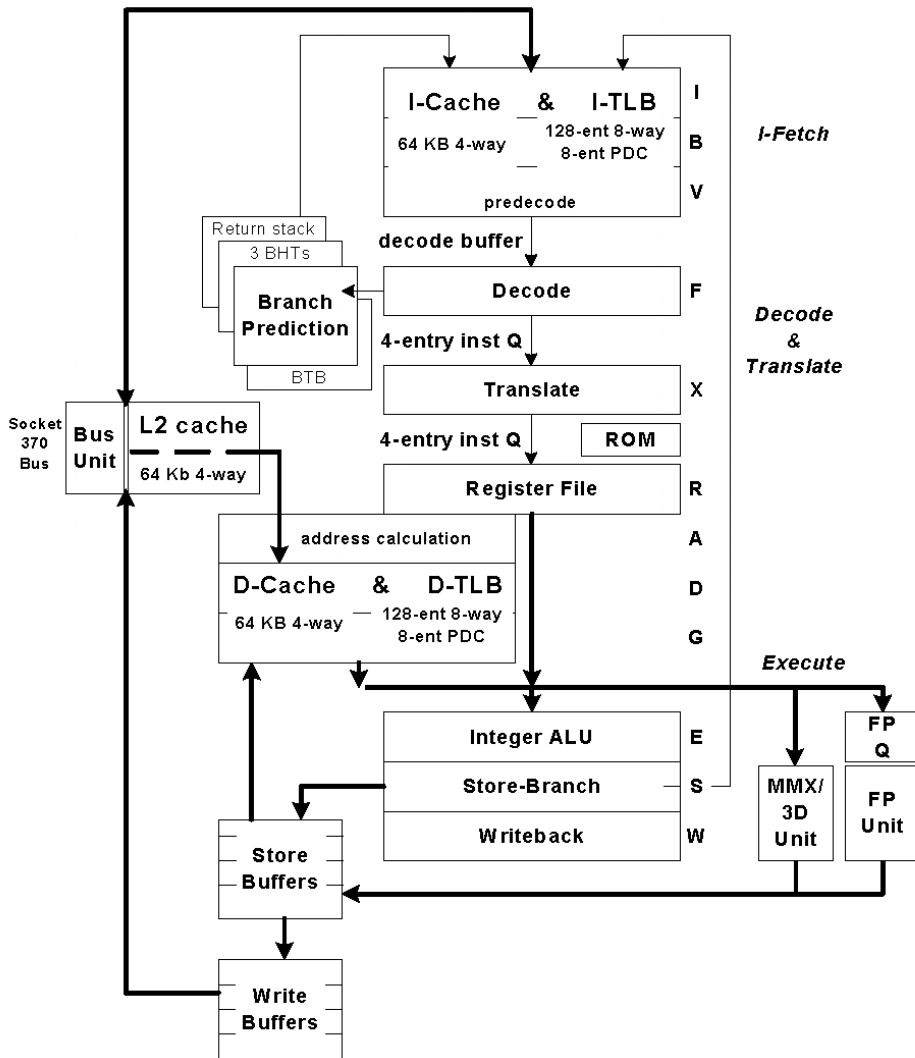 I-Cache & I-TLB
64 KB 4-way
128-ent 8-way
8-ent PDC
predecode
I
B
V
I-Fetch
Return stack
3 BHTs
Branch
Prediction
BTB
decode buffer
Decode
F
4-entry inst Q
Decode
&
Translate
Translate
X
4-entry inst Q
ROM
Socket
370
Bus
Bus
Unit
L2 cache
64 Kb 4-way
Register File
R
address calculation
A
D-Cache & D-TLB
64 KB 4-way
128-ent 8-way
8-ent PDC
D
G
Execute
Integer ALU
E
Store-Branch
S
Writeback
W
MMX/
3D
Unit
FP
Q
FP
Unit
Store
Buffers
Write
Buffers